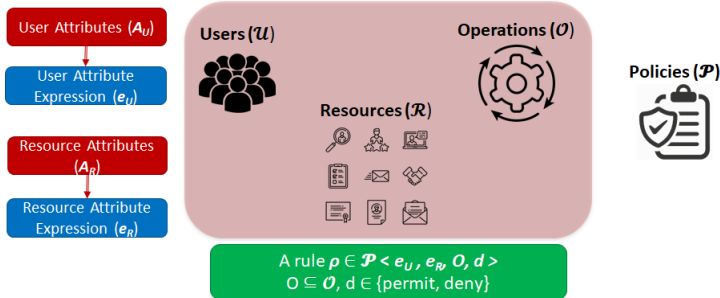 User Attributes (A_U)
User Attribute
Expression (e_U)
Resource Attributes
(A_R)
Resource Attribute
Expression (e_R)
Users (𝒰)
Operations (𝒪)
Resources (ℛ)
Policies (𝒫)
A rule ρ ∈ 𝒫 < e_U , e_R, O, d >
O ⊆ 𝒪, d ∈ {permit, deny}